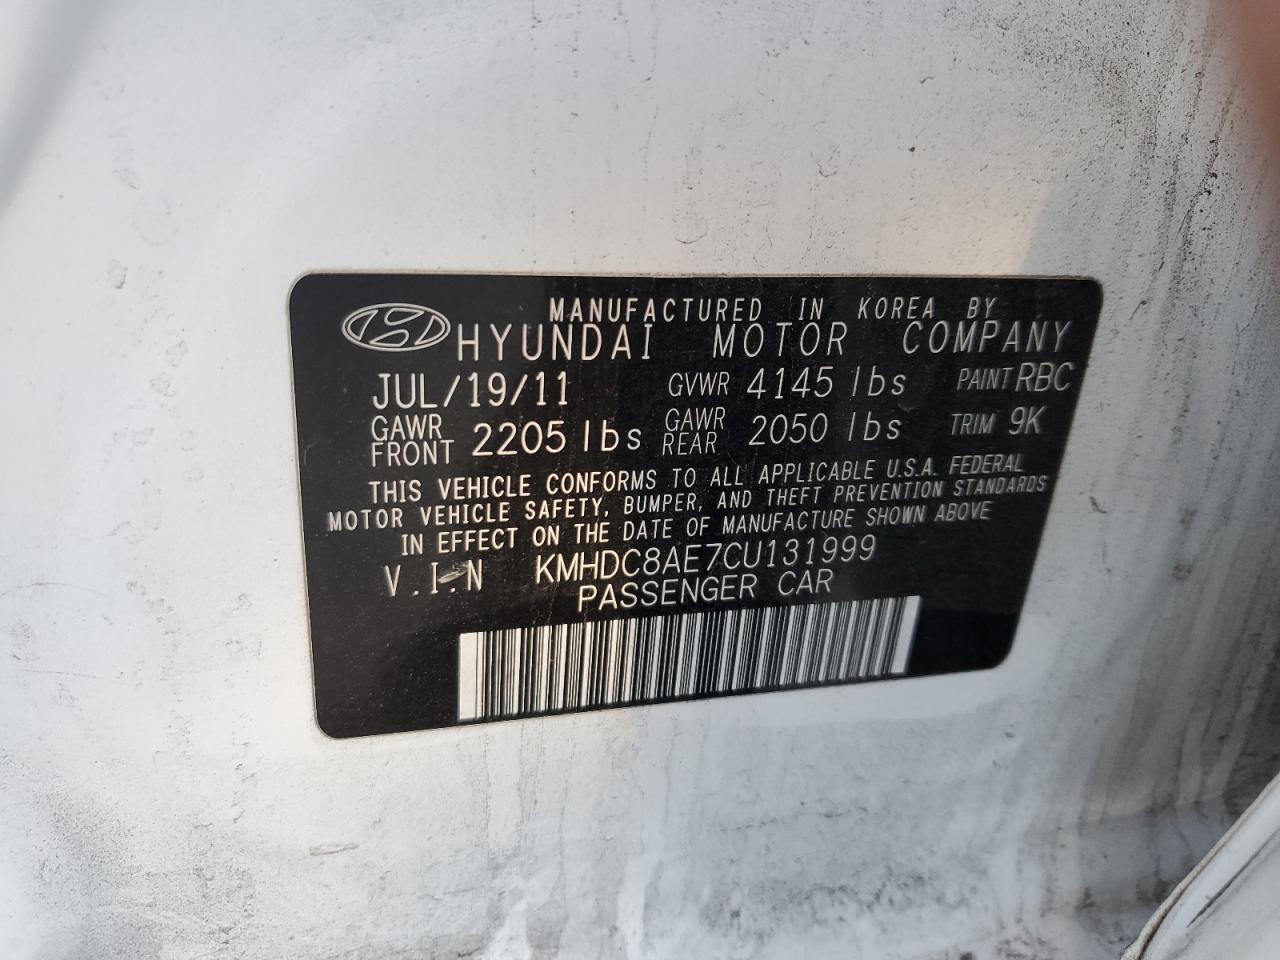 MANUFACTURED IN KOREA BY
HYUNDAI MOTOR COMPANY
JUL/19/11 GVWR 4145 lbs PAINT RBC
GAWR FRONT 2205 lbs GAWR REAR 2050 lbs TRIM 9K
THIS VEHICLE CONFORMS TO ALL APPLICABLE U.S.A. FEDERAL
MOTOR VEHICLE SAFETY, BUMPER, AND THEFT PREVENTION STANDARDS
IN EFFECT ON THE DATE OF MANUFACTURE SHOWN ABOVE
V.I.N KMHDC8AE7CU131999
PASSENGER CAR